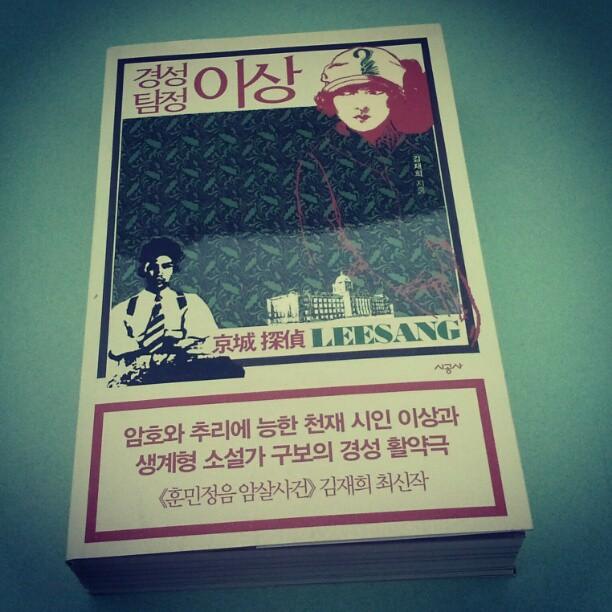 경성
탐정 이상
김재희 지음
京城 探偵 LEESANG
시공사
암호와 추리에 능한 천재 시인 이상과
생계형 소설가 구보의 경성 활약극
《훈민정음 암살사건》 김재희 최신작